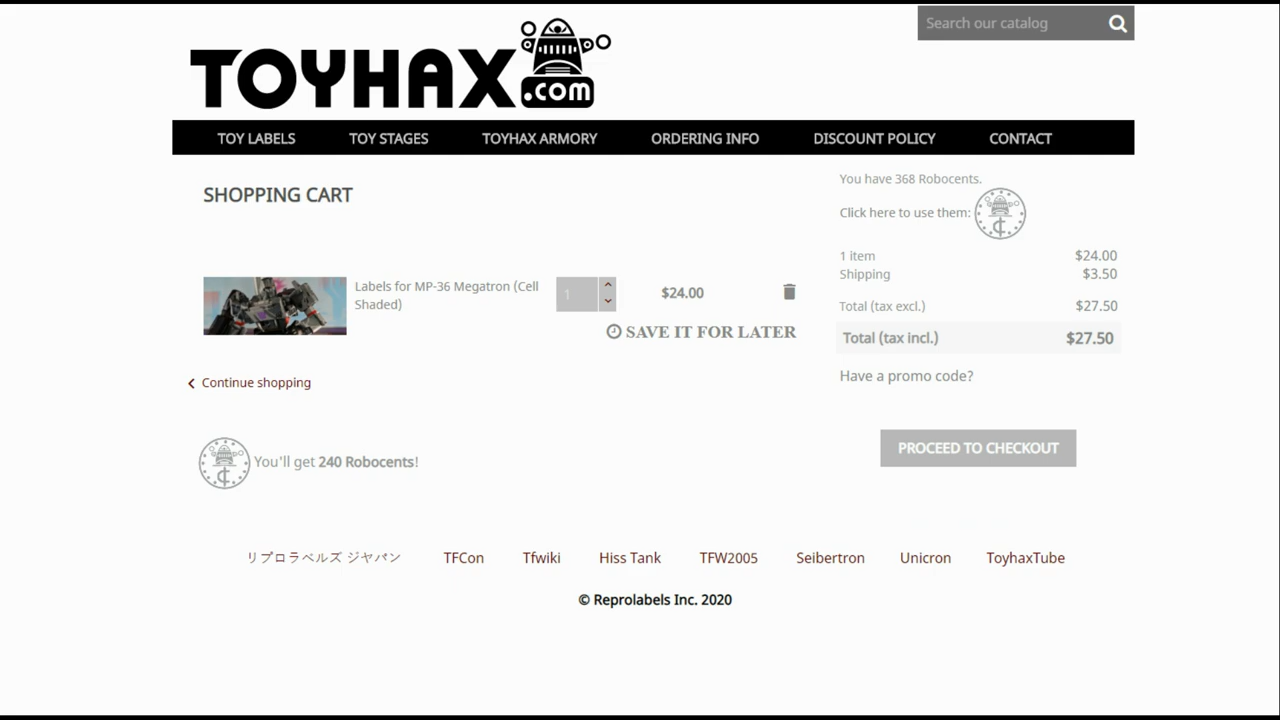 Search our catalog
TOYHAX
.com
TOY LABELS TOY STAGES TOYHAX ARMORY ORDERING INFO DISCOUNT POLICY CONTACT
SHOPPING CART
You have 368 Robocents.
Click here to use them:
1 item $24.00
Shipping $3.50
Total (tax excl.) $27.50
Total (tax incl.) $27.50
Have a promo code?
PROCEED TO CHECKOUT
Labels for MP-36 Megatron (Cell
Shaded)
1
$24.00
SAVE IT FOR LATER
Continue shopping
You'll get 240 Robocents!
リプロラベルズ ジャパン TFCon Tfwiki Hiss Tank TFW2005 Seibertron Unicron ToyhaxTube
© Reprolabels Inc. 2020